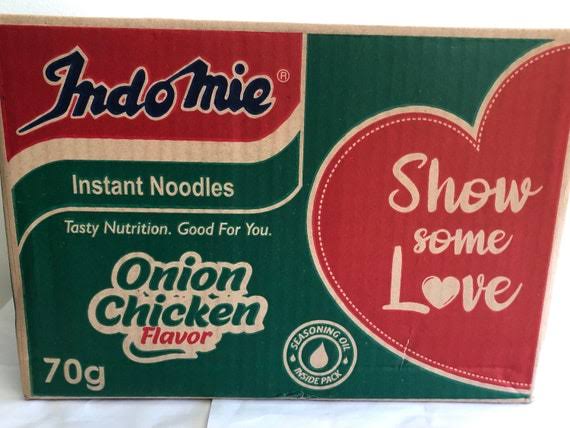 Indomie®
Instant Noodles
Tasty Nutrition. Good For You.
Onion
Chicken
Flavor
70g
SEASONING OIL
INSIDE PACK
Show
some
Love